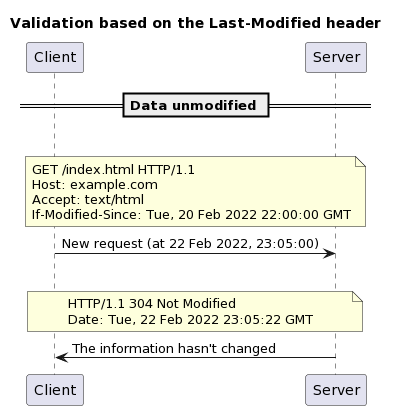 Validation based on the Last-Modified header
Client Server
Data unmodified
GET /index.html HTTP/1.1
Host: example.com
Accept: text/html
If-Modified-Since: Tue, 20 Feb 2022 22:00:00 GMT
New request (at 22 Feb 2022, 23:05:00)
HTTP/1.1 304 Not Modified
Date: Tue, 22 Feb 2022 23:05:22 GMT
The information hasn't changed
Client Server